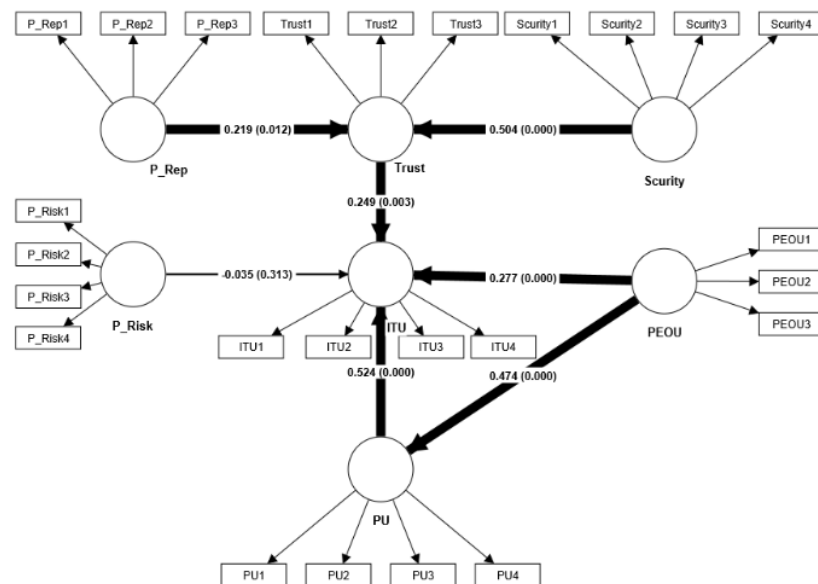 P_Rep1 P_Rep2 P_Rep3 Trust1 Trust2 Trust3 Scurity1 Scurity2 Scurity3 Scurity4
0.219 (0.012) 0.504 (0.000)
P_Rep Trust Scurity
0.249 (0.003)
P_Risk1
P_Risk2
P_Risk3
P_Risk4
P_Risk
-0.035 (0.313) 0.277 (0.000)
PEOU1
PEOU2
PEOU3
PEOU
ITU
ITU1 ITU2 ITU3 ITU4
0.524 (0.000) 0.474 (0.000)
PU
PU1 PU2 PU3 PU4